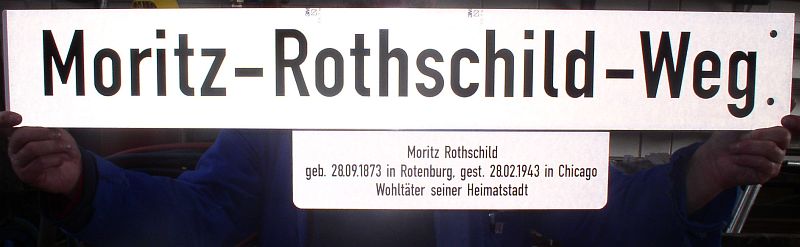 Moritz-Rothschild-Weg
Moritz Rothschild
geb. 28.09.1873 in Rotenburg, gest. 28.02.1943 in Chicago
Wohltäter seiner Heimatstadt